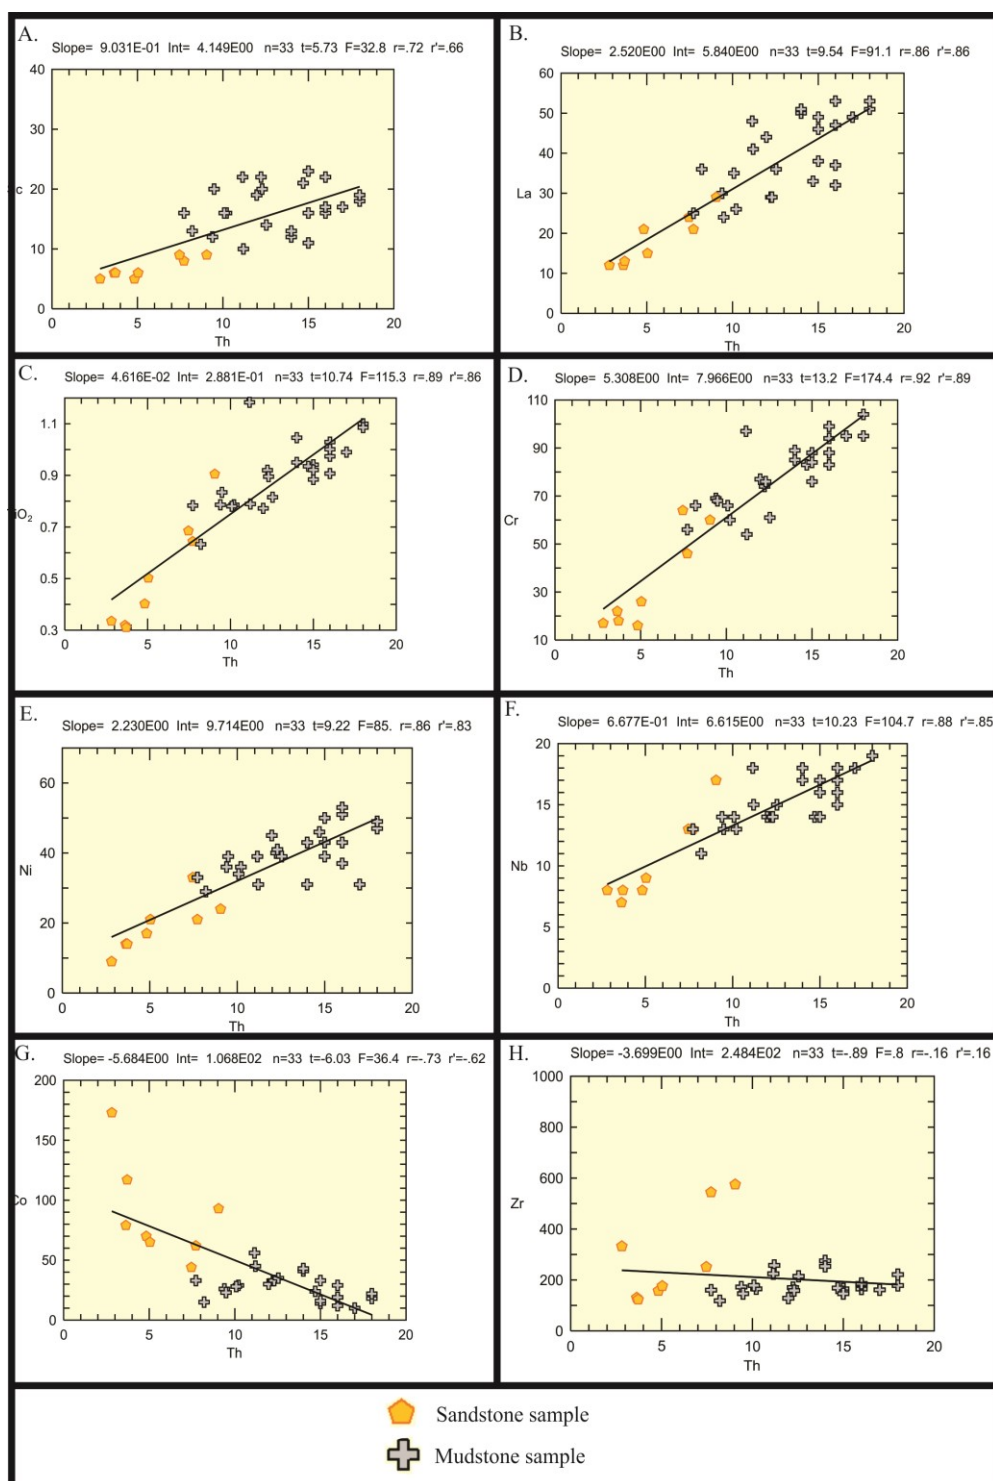 A.
Slope= 9.031E-01 Int= 4.149E00 n=33 t=5.73 F=32.8 r=.72 r'=.66
40
30
20
10
0
0 5 10 15 20
Th
B.
Slope= 2.520E00 Int= 5.840E00 n=33 t=9.54 F=91.1 r=.86 r'=.86
60
50
40
30
La
20
10
0
0 5 10 15 20
Th
C.
Slope= 4.616E-02 Int= 2.881E-01 n=33 t=10.74 F=115.3 r=.89 r'=.86
1.1
0.9
0.7
iO2
0.5
0.3
0 5 10 15 20
Th
D.
Slope= 5.308E00 Int= 7.966E00 n=33 t=13.2 F=174.4 r=.92 r'=.89
110
90
70
Cr
50
30
10
0 5 10 15 20
Th
E.
Slope= 2.230E00 Int= 9.714E00 n=33 t=9.22 F=85. r=.86 r'=.83
60
40
Ni
20
0
0 5 10 15 20
Th
F.
Slope= 6.677E-01 Int= 6.615E00 n=33 t=10.23 F=104.7 r=.88 r'=.85
20
15
Nb
10
5
0
0 5 10 15 20
Th
G.
Slope= -5.684E00 Int= 1.068E02 n=33 t=-6.03 F=36.4 r=-.73 r'=-.62
200
150
100
Co
50
0
0 5 10 15 20
Th
H.
Slope= -3.699E00 Int= 2.484E02 n=33 t=-.89 F=.8 r=-.16 r'=.16
1000
800
600
Zr
400
200
0
0 5 10 15 20
Th
Sandstone sample
Mudstone sample